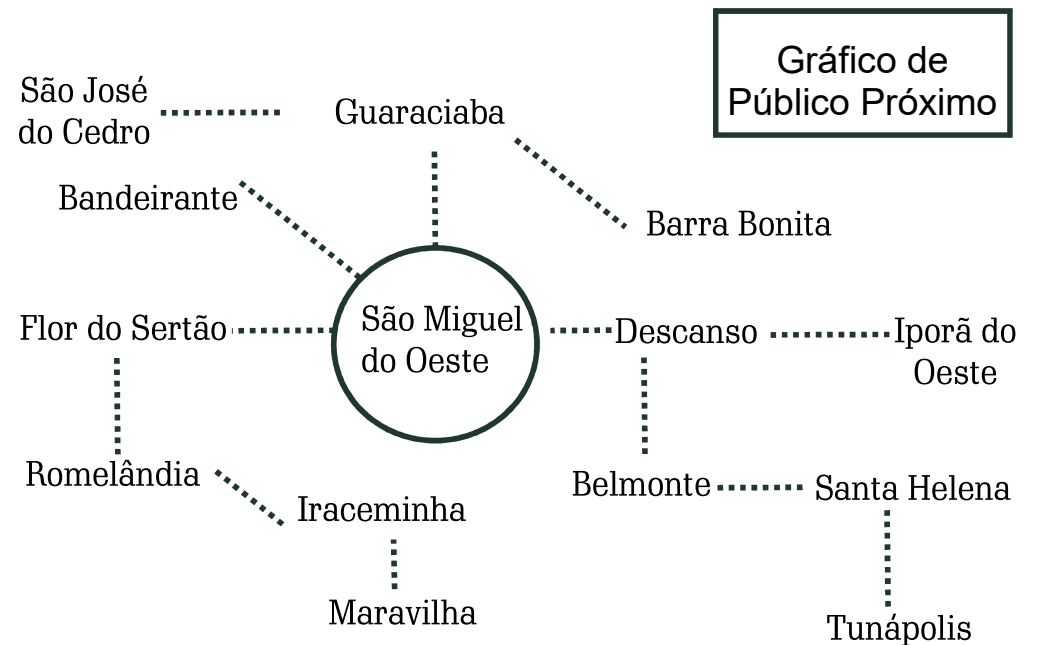 Gráfico de
Público Próximo
São José
do Cedro
Guaraciaba
Bandeirante
Barra Bonita
Flor do Sertão
São Miguel
do Oeste
Descanso
Iporã do
Oeste
Romelândia
Iraceminha
Belmonte
Santa Helena
Maravilha
Tunápolis